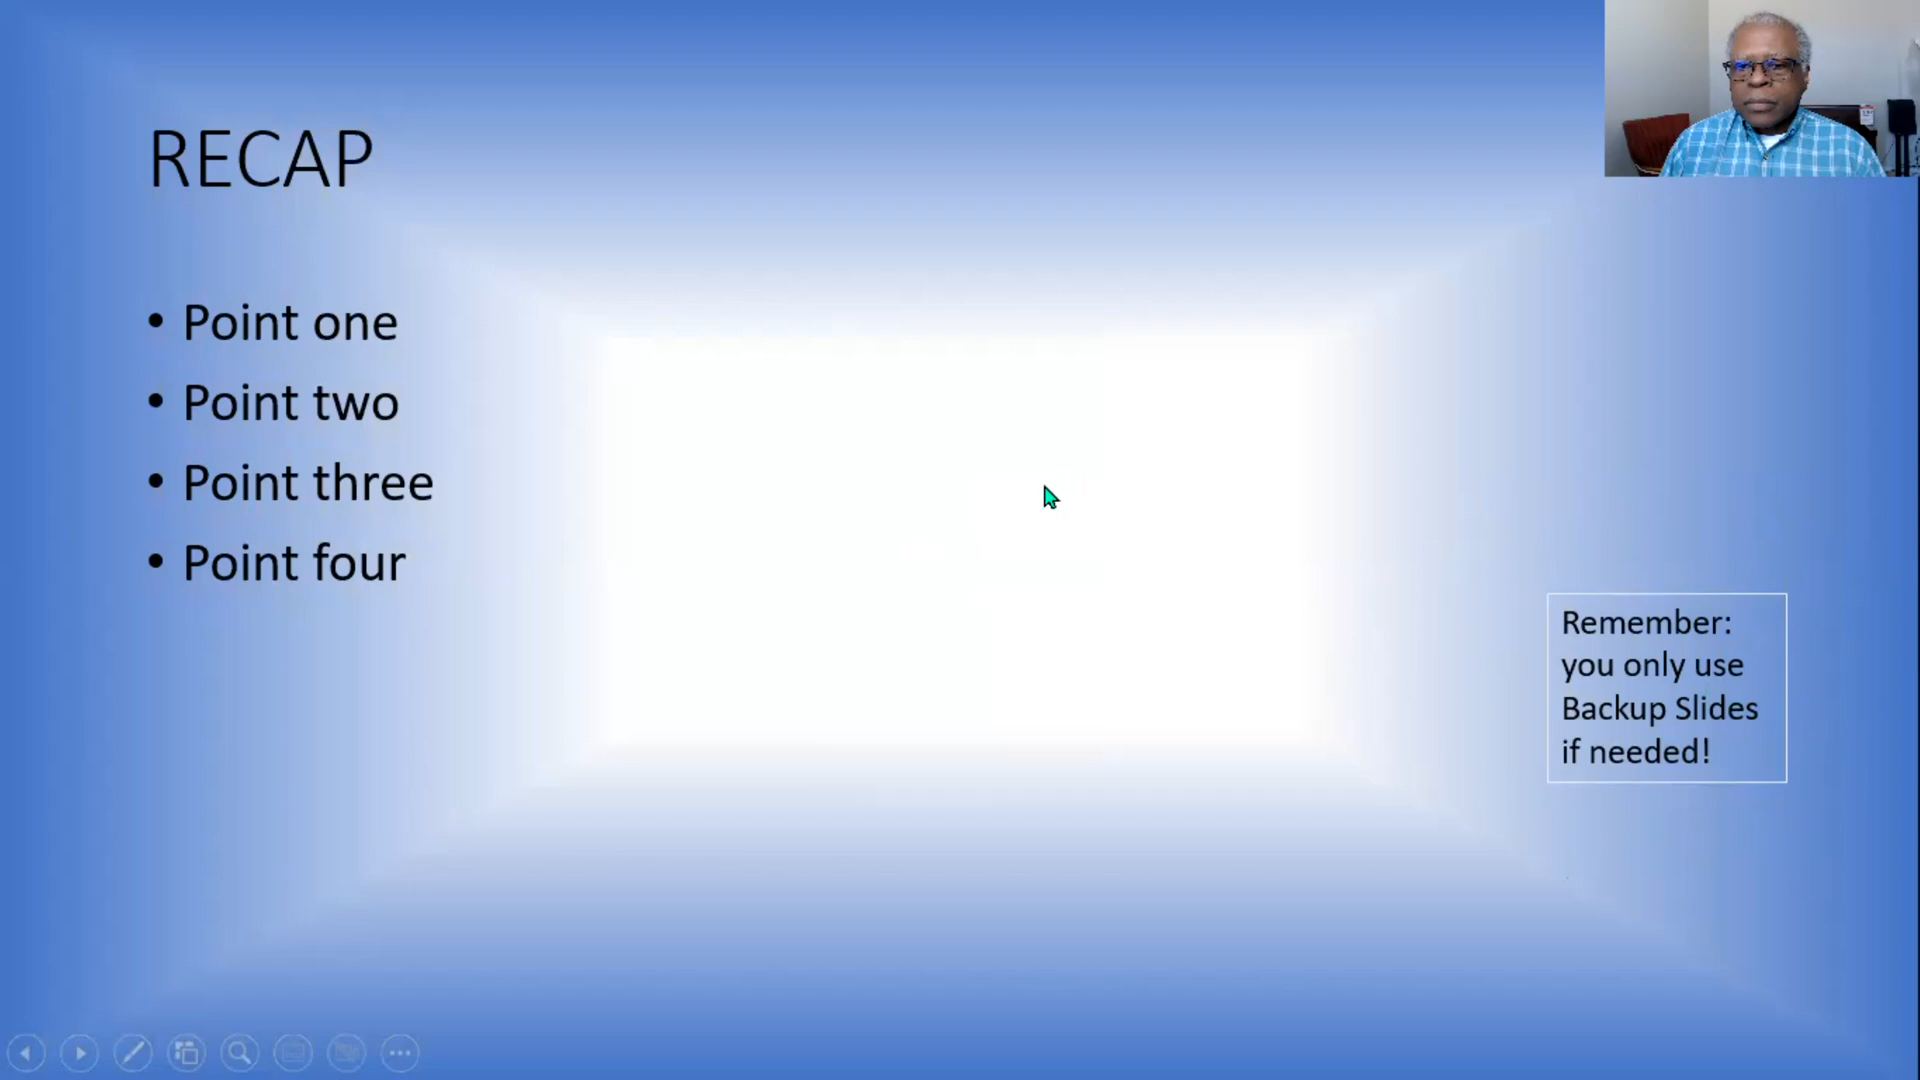 RECAP
• Point one
• Point two
• Point three
• Point four
Remember:
you only use
Backup Slides
if needed!